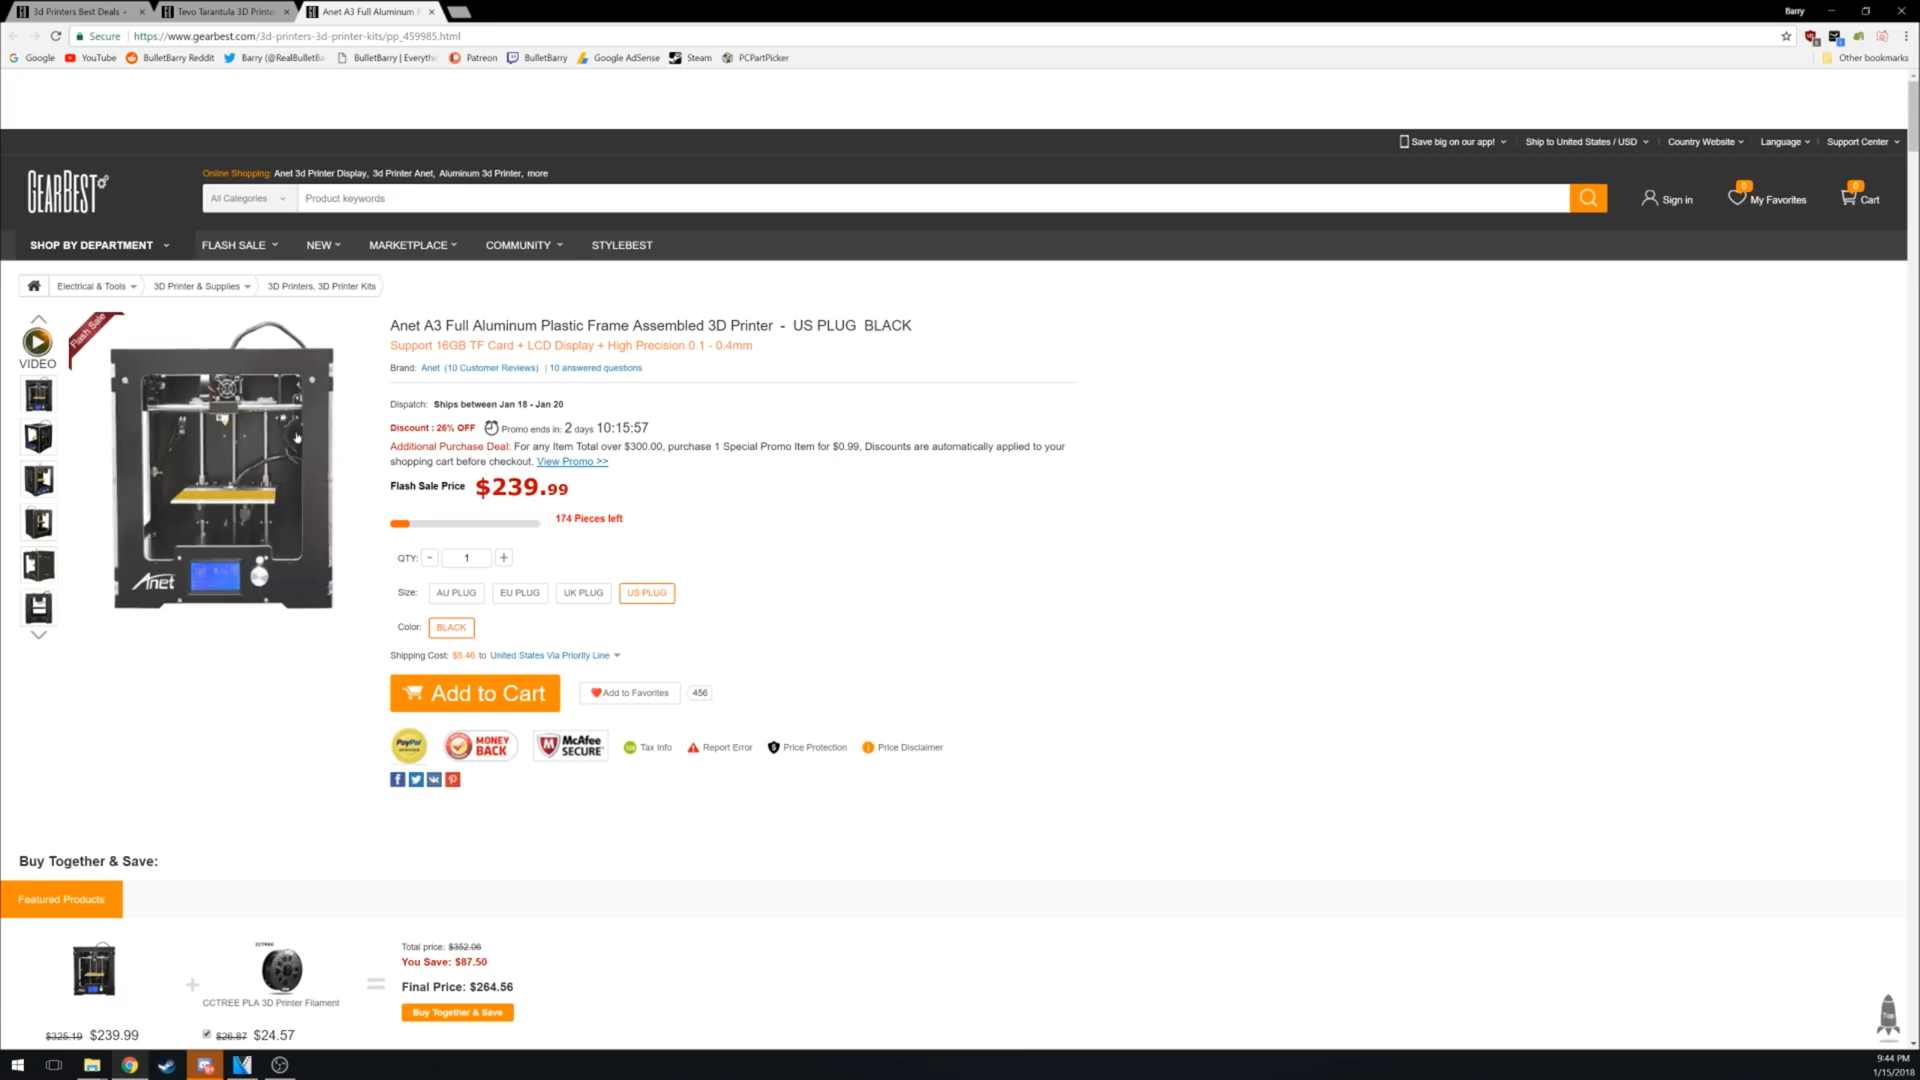 3d Printers Best Deals -
Tevo Tarantula 3D Printe
Anet A3 Full Aluminum
Barry
Secure
https://www.gearbest.com/3d-printers-3d-printer-kits/pp_459985.html
Google
YouTube
BulletBarry Reddit
Barry (@RealBulletBa
BulletBarry | Everythi
Patreon
BulletBarry
Google AdSense
Steam
PCPartPicker
Other bookmarks
Save big on our app!
Ship to United States / USD
Country Website
Language
Support Center
GEARBEST
Online Shopping: Anet 3d Printer Display, 3d Printer Anet, Aluminum 3d Printer, more
All Categories
Product keywords
Sign in
0
My Favorites
0
Cart
SHOP BY DEPARTMENT
FLASH SALE
NEW
MARKETPLACE
COMMUNITY
STYLEBEST
Electrical & Tools
3D Printer & Supplies
3D Printers, 3D Printer Kits
VIDEO
Flash Sale
Anet
Anet A3 Full Aluminum Plastic Frame Assembled 3D Printer - US PLUG BLACK
Support 16GB TF Card + LCD Display + High Precision 0.1 - 0.4mm
Brand: Anet (10 Customer Reviews) | 10 answered questions
Dispatch: Ships between Jan 18 - Jan 20
Discount : 26% OFF Promo ends in: 2 days 10:15:57
Additional Purchase Deal: For any Item Total over $300.00, purchase 1 Special Promo Item for $0.99, Discounts are automatically applied to your
shopping cart before checkout. View Promo >>
Flash Sale Price $239.99
174 Pieces left
QTY: - 1 +
Size: AU PLUG EU PLUG UK PLUG US PLUG
Color: BLACK
Shipping Cost: $5.46 to United States Via Priority Line
Add to Cart
Add to Favorites
456
PayPal
MONEY BACK
McAfee SECURE
Tax Info
Report Error
Price Protection
Price Disclaimer
Buy Together & Save:
Featured Products
+
CCTREE
CCTREE PLA 3D Printer Filament
=
Total price: $352.06
You Save: $87.50
Final Price: $264.56
Buy Together & Save
$325.19 $239.99
$26.87 $24.57
Top
9:44 PM
1/15/2018